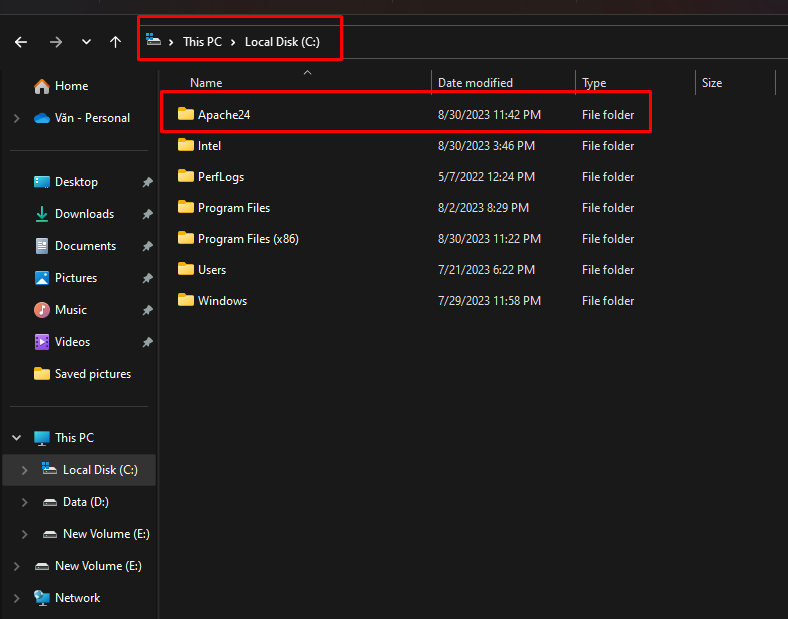 This PC > Local Disk (C:)
Name Date modified Type Size
Home
Văn - Personal
Desktop
Downloads
Documents
Pictures
Music
Videos
Saved pictures
This PC
Local Disk (C:)
Data (D:)
New Volume (E:)
New Volume (E:)
Network
Apache24 8/30/2023 11:42 PM File folder
Intel 8/30/2023 3:46 PM File folder
PerfLogs 5/7/2022 12:24 PM File folder
Program Files 8/2/2023 8:29 PM File folder
Program Files (x86) 8/30/2023 11:22 PM File folder
Users 7/21/2023 6:22 PM File folder
Windows 7/29/2023 11:58 PM File folder